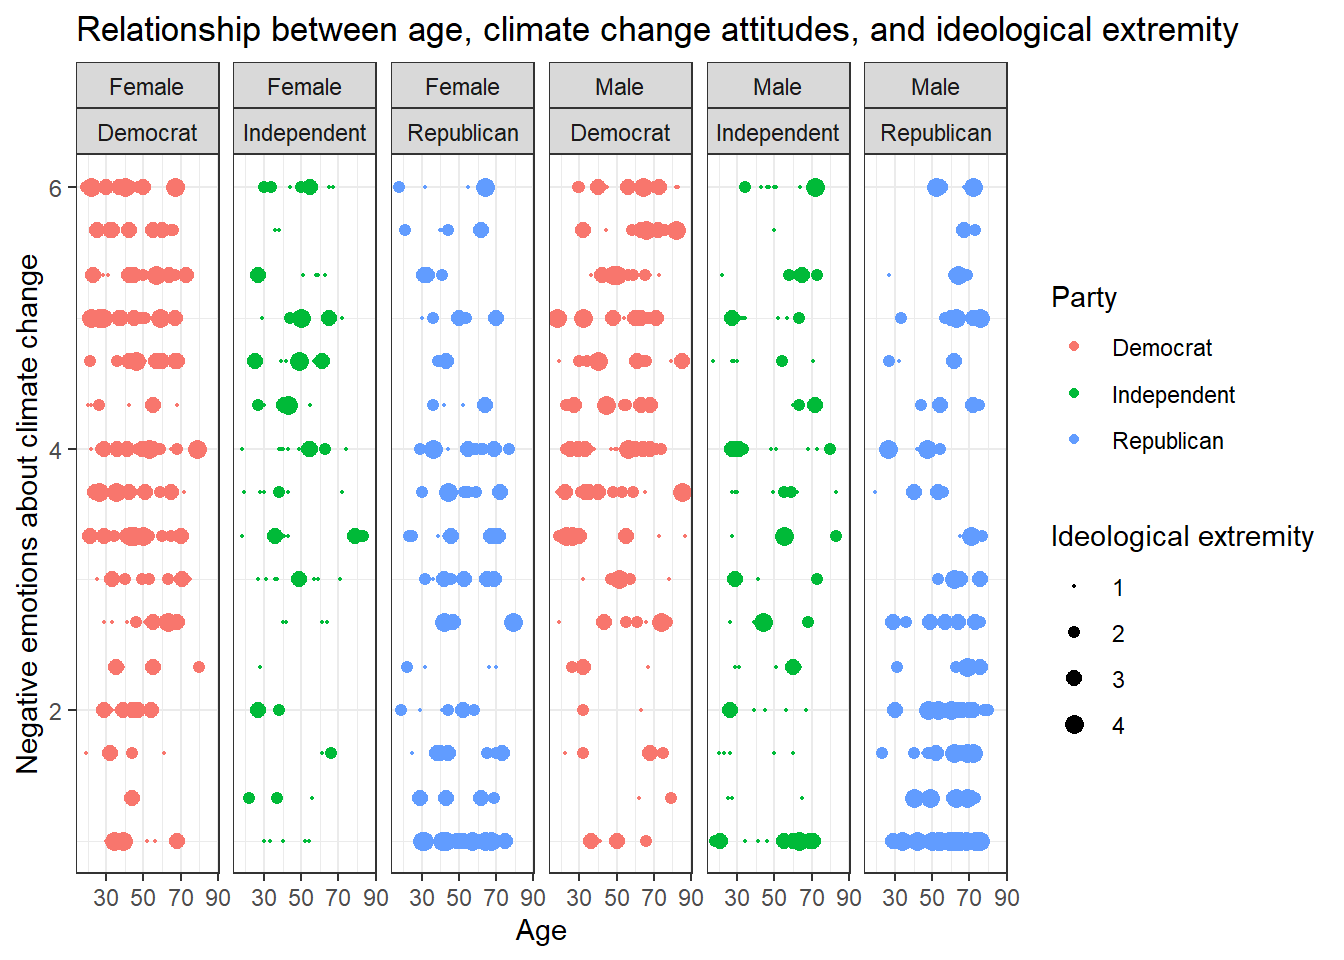 Relationship between age, climate change attitudes, and ideological extremity
Female Female Female Male Male Male
Democrat Independent Republican Democrat Independent Republican
Negative emotions about climate change
6
4
2
30 50 70 90 30 50 70 90 30 50 70 90 30 50 70 90 30 50 70 90 30 50 70 90
Age
Party
Democrat
Independent
Republican
Ideological extremity
1
2
3
4